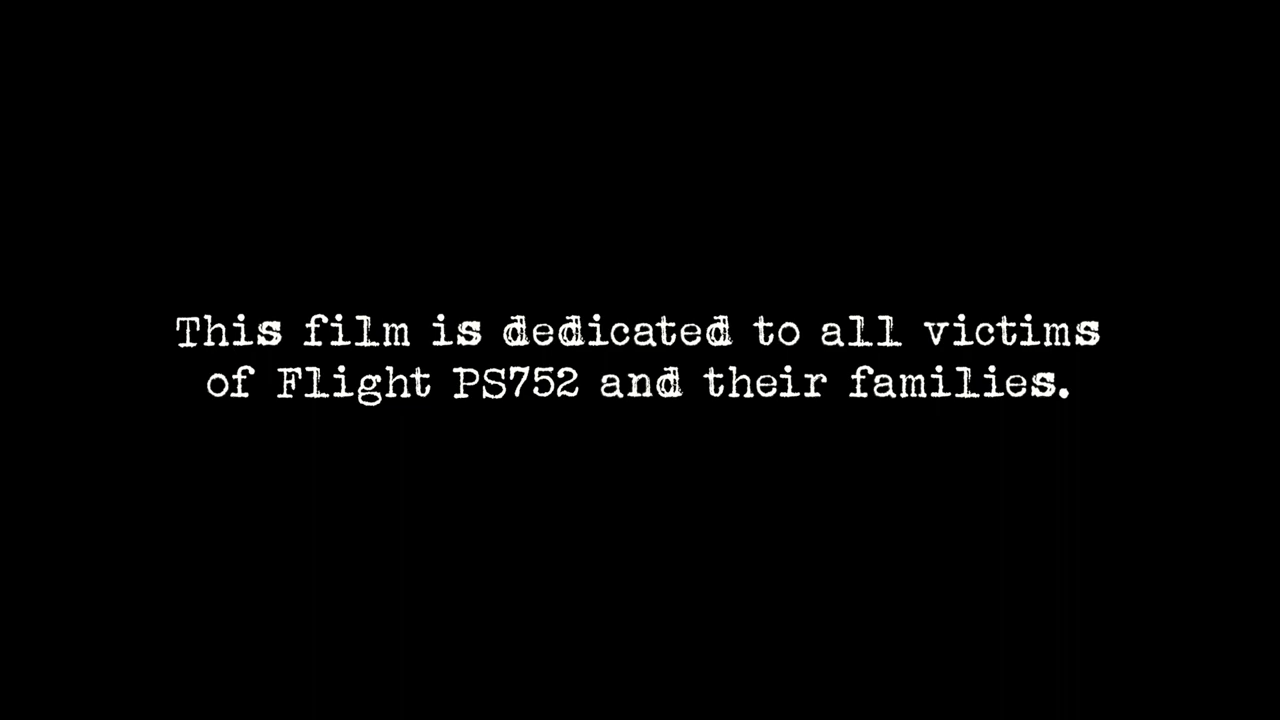 This film is dedicated to all victims
of Flight PS752 and their families.